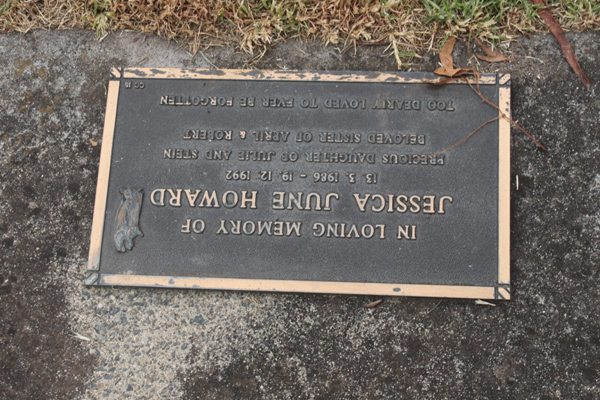 IN LOVING MEMORY OF
JESSICA JUNE HOWARD
13. 3. 1986 - 19. 12. 1992
PRECIOUS DAUGHTER OF JULIE AND STEIN
BELOVED SISTER OF APRIL & ROBERT
TOO DEARLY LOVED TO EVER BE FORGOTTEN